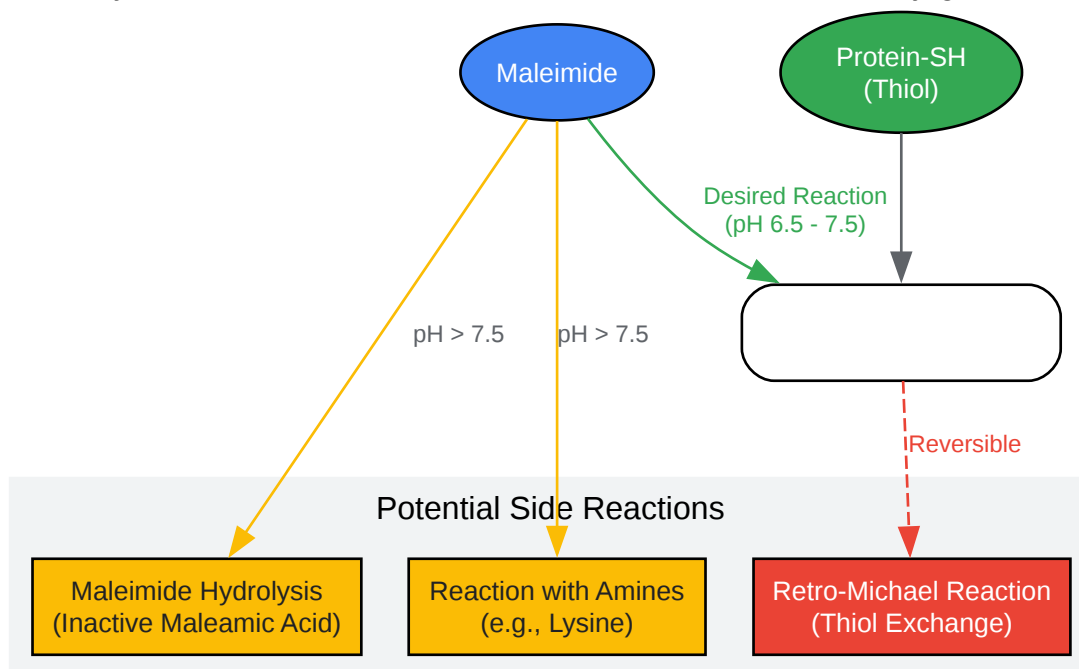 Maleimide
Protein-SH
(Thiol)
Desired Reaction
(pH 6.5 - 7.5)
pH > 7.5
pH > 7.5
Reversible
Potential Side Reactions
Maleimide Hydrolysis
(Inactive Maleamic Acid)
Reaction with Amines
(e.g., Lysine)
Retro-Michael Reaction
(Thiol Exchange)